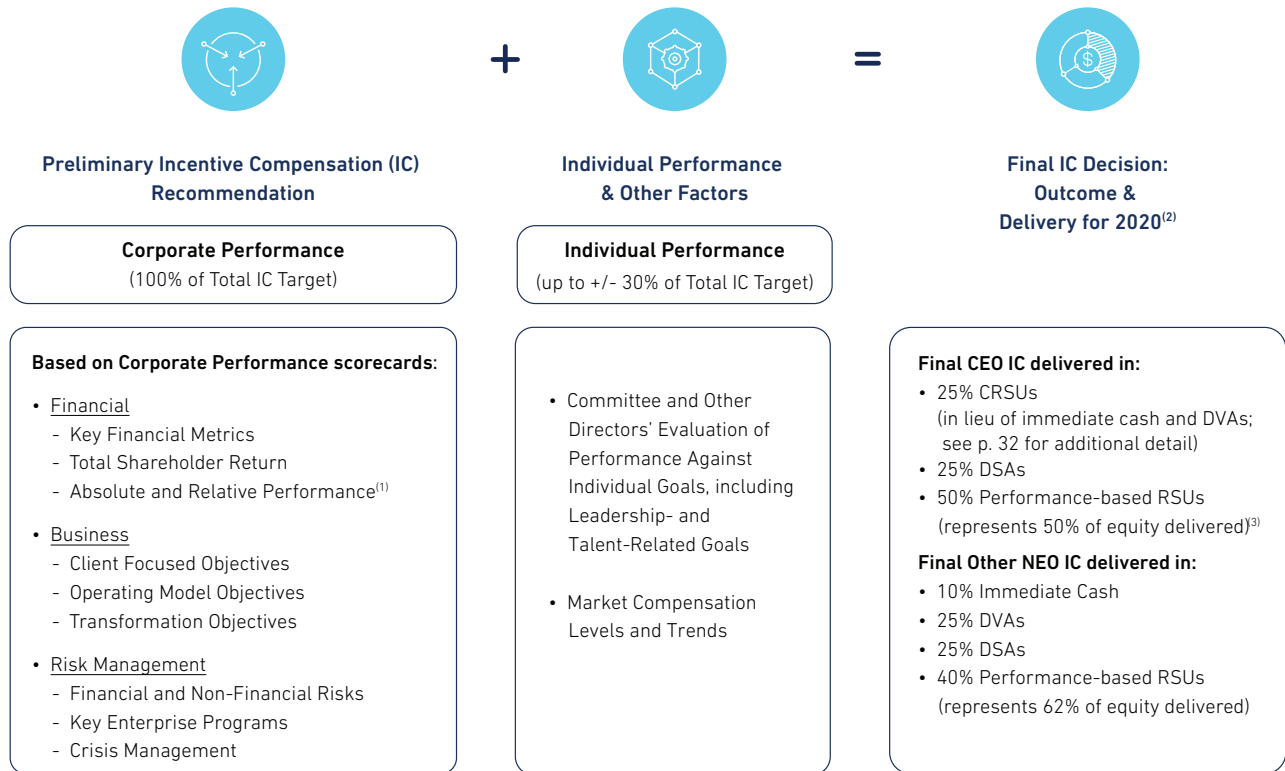 +
=
$
Preliminary Incentive Compensation (IC)
Recommendation
Corporate Performance
(100% of Total IC Target)
Based on Corporate Performance scorecards:
• Financial
- Key Financial Metrics
- Total Shareholder Return
- Absolute and Relative Performance(1)
• Business
- Client Focused Objectives
- Operating Model Objectives
- Transformation Objectives
• Risk Management
- Financial and Non-Financial Risks
- Key Enterprise Programs
- Crisis Management
Individual Performance
& Other Factors
Individual Performance
(up to +/- 30% of Total IC Target)
• Committee and Other
Directors’ Evaluation of
Performance Against
Individual Goals, including
Leadership- and
Talent-Related Goals
• Market Compensation
Levels and Trends
Final IC Decision:
Outcome &
Delivery for 2020(2)
Final CEO IC delivered in:
• 25% CRSUs
(in lieu of immediate cash and DVAs;
see p. 32 for additional detail)
• 25% DSAs
• 50% Performance-based RSUs
(represents 50% of equity delivered)(3)
Final Other NEO IC delivered in:
• 10% Immediate Cash
• 25% DVAs
• 25% DSAs
• 40% Performance-based RSUs
(represents 62% of equity delivered)